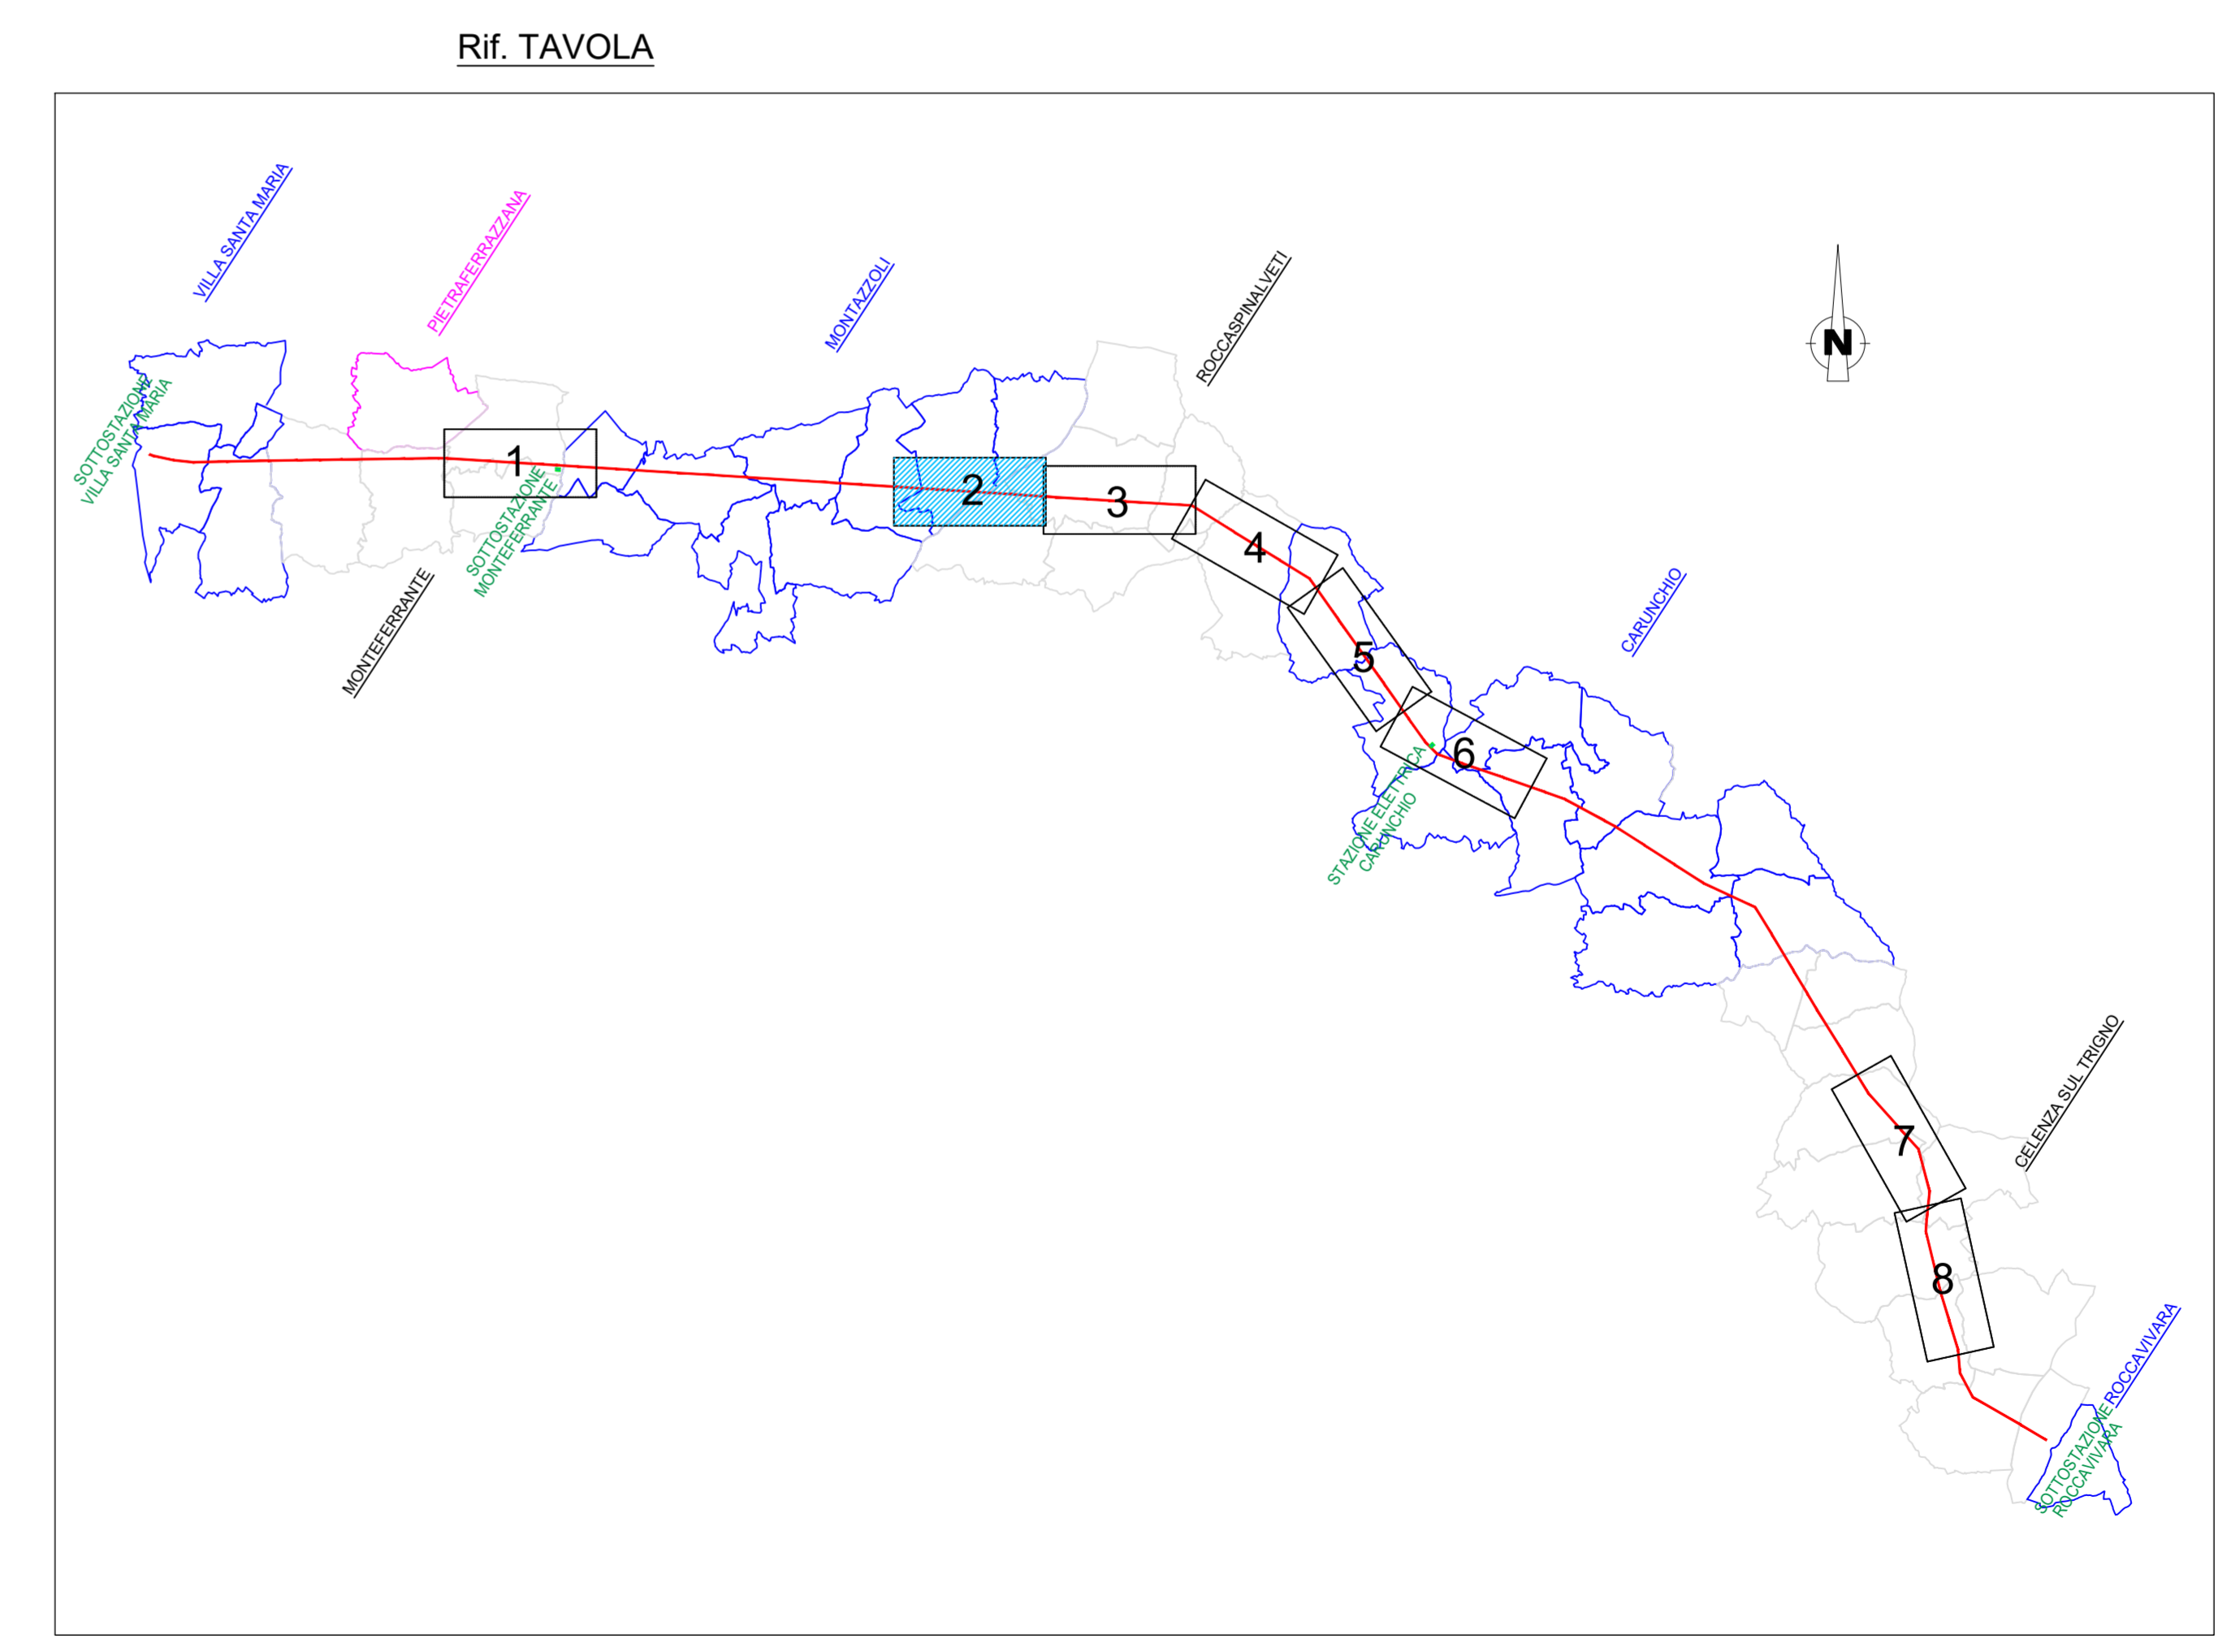 Rif. TAVOLA
VILLA SANTA MARIA
PIETRAFERRAZZANA
MONTAZZOLI
ROCCASPINALVETI
N
SOTTOSTAZIONE
VILLA SANTA MARIA
1
2
3
4
SOTTOSTAZIONE
MONTEFERRANTE
MONTEFERRANTE
5
CARUNCHIO
6
STAZIONE ELETTRICA
CARUNCHIO
7
CELENZA SUL TRIGNO
8
ROCCAVIVARA
SOTTOSTAZIONE
ROCCAVIVARA